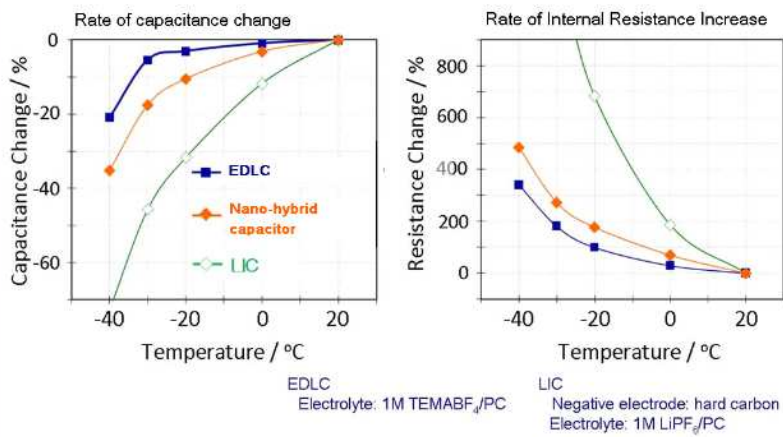 Rate of capacitance change
Capacitance Change / %
0
-20
-40
-60
EDLC
Nano-hybrid
capacitor
LIC
-40 -20 0 20
Temperature / °C
Rate of Internal Resistance Increase
Resistance Change / %
800
600
400
200
0
-40 -20 0 20
Temperature / °C
EDLC
Electrolyte: 1M TEMABF₄/PC
LIC
Negative electrode: hard carbon
Electrolyte: 1M LiPF₆/PC